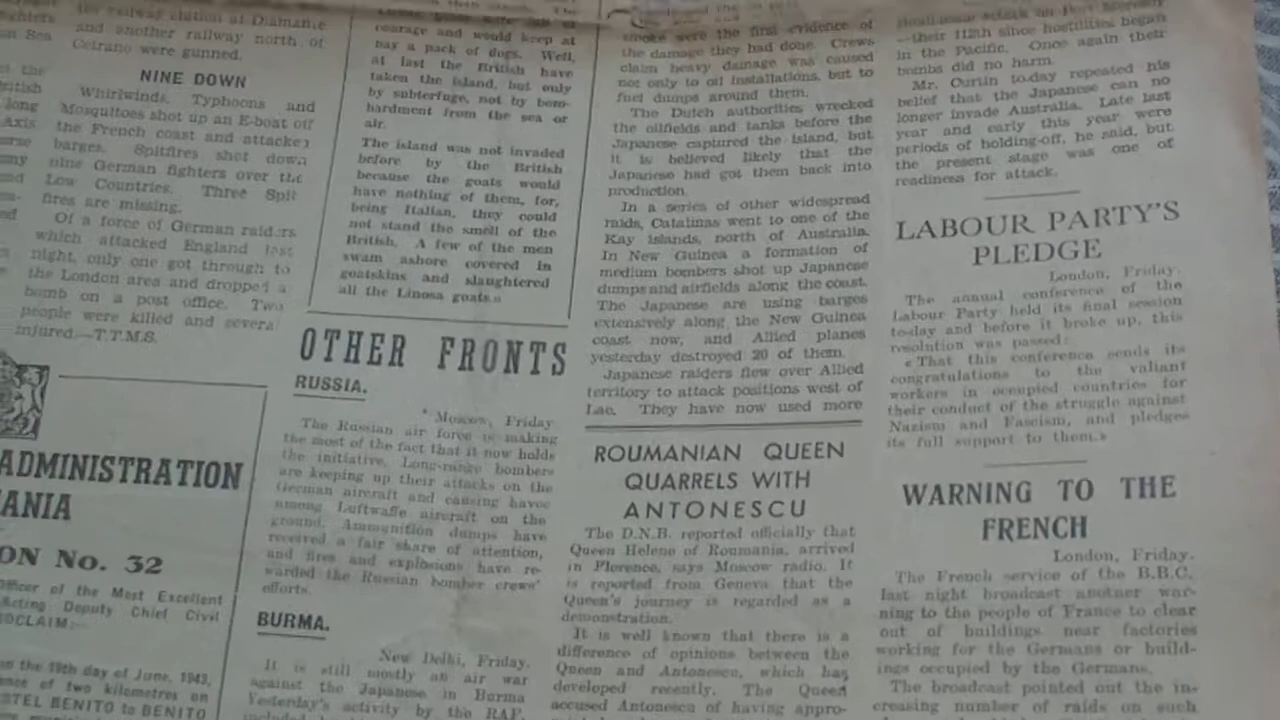 the railway station at Diamante
and another railway north of
Cetraro were gunned.
NINE DOWN
Whirlwinds, Typhoons and
Mosquitoes shot up an E-boat off
the French coast and attacked
barges. Spitfires shot down
nine German fighters over the
Low Countries. Three Spit
fires are missing.
Of a force of German raiders
which attacked England last
night, only one got through to
the London area and dropped a
bomb on a post office. Two
people were killed and severa
injured.—T.T.M.S.
ADMINISTRATION
ANIA
ON No. 32
Officer of the Most Excellent
Acting Deputy Chief Civil
OCLAIM:-
on the 19th day of June, 1943,
nce of two kilometres on
STEL BENITO to BENITO
courage and would keep at
bay a pack of dogs. Well,
at last the British have
taken the island, but only
by subterfuge, not by bom-
bardment from the sea or
air.
The island was not invaded
before by the British
because the goats would
have nothing of them, for,
being Italian, they could
not stand the smell of the
British. A few of the men
swam ashore covered in
goatskins and slaughtered
all the Linosa goats.»
OTHER FRONTS
RUSSIA.
Moscow, Friday
The Russian air force is making
the most of the fact that it now holds
the initiative. Long-range bombers
are keeping up their attacks on the
German aircraft and causing havoc
among Luftwaffe aircraft on the
ground. Ammunition dumps have
received a fair share of attention,
and fires and explosions have re-
warded the Russian bomber crews'
efforts.
BURMA.
New Delhi, Friday.
It is still mostly an air war
against the Japanese in Burma
Yesterday's activity by the RAF.
smoke were the first evidence of
the damage they had done. Crews
claim heavy damage was caused
not only to oil installations, but to
fuel dumps around them.
The Dutch authorities wrecked
the oilfields and tanks before the
Japanese captured the island, but
it is believed likely that the
Japanese had got them back into
production.
In a series of other widespread
raids, Catalinas went to one of the
Kay Islands, north of Australia.
In New Guinea a formation of
medium bombers shot up Japanese
dumps and airfields along the coast.
The Japanese are using barges
extensively along the New Guinea
coast now, and Allied planes
yesterday destroyed 20 of them.
Japanese raiders flew over Allied
territory to attack positions west of
Lae. They have now used more
ROUMANIAN QUEEN
QUARRELS WITH
ANTONESCU
The D.N.B. reported officially that
Queen Helene of Roumania, arrived
in Florence, says Moscow radio. It
is reported from Geneva that the
Queen's journey is regarded as a
demonstration.
It is well known that there is a
difference of opinions between the
Queen and Antonescu, which has
developed recently. The Queen
accused Antonescu of having appro-
—their 112th since hostilities began
in the Pacific. Once again their
bombs did no harm.
Mr. Curtin to-day repeated his
belief that the Japanese can no
longer invade Australia. Late last
year and early this year were
periods of holding-off, he said, but
the present stage was one of
readiness for attack.
LABOUR PARTY'S
PLEDGE
London, Friday.
The annual conference of the
Labour Party held its final session
to-day and before it broke up, this
resolution was passed:
«That this conference sends its
congratulations to the valiant
workers in occupied countries for
their conduct of the struggle against
Nazism and Fascism, and pledges
its full support to them.»
WARNING TO THE
FRENCH
London, Friday.
The French service of the B.B.C.
last night broadcast another war-
ning to the people of France to clear
out of buildings near factories
working for the Germans or build-
ings occupied by the Germans.
The broadcast pointed out the in-
creasing number of raids on such